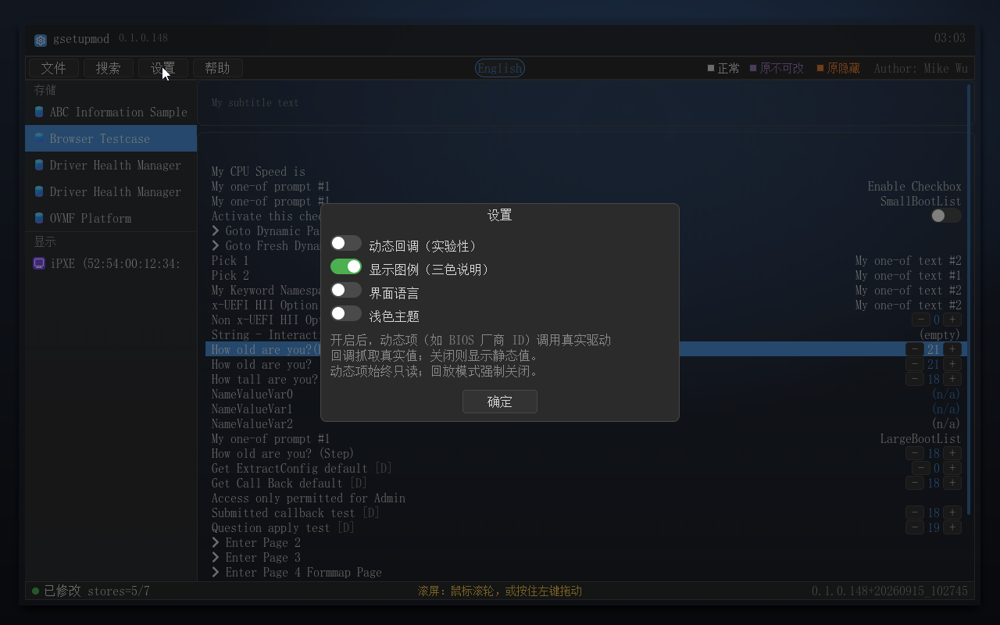 gsetupmod 0.1.0.148
03:03
文件 搜索 设置 帮助
English
正常 原不可改 原隐藏 Author: Mike Wu
存储
ABC Information Sample
Browser Testcase
Driver Health Manager
Driver Health Manager
OVMF Platform
显示
iPXE (52:54:00:12:34:
My subtitle text
My CPU Speed is
My one-of prompt #1 Enable Checkbox
My one-of prompt #1 SmallBootList
Activate this che
Goto Dynamic Pa
Goto Fresh Dyna
Pick 1 My one-of text #2
Pick 2 My one-of text #1
My Keyword Namespa My one-of text #2
x-UEFI HII Option My one-of text #2
Non x-UEFI HII Op − 0 +
String - Interact (empty)
How old are you?( − 21 +
How old are you? − 21 +
How tall are you? − 18 +
NameValueVar0 (n/a)
NameValueVar1 (n/a)
NameValueVar2 (n/a)
My one-of prompt #1 LargeBootList
How old are you? (Step) − 18 +
Get ExtractConfig default [D] − 0 +
Get Call Back default [D] − 18 +
Access only permitted for Admin
Submitted callback test [D] − 18 +
Question apply test [D] − 19 +
Enter Page 2
Enter Page 3
Enter Page 4 Formmap Page
设置
动态回调（实验性）
显示图例（三色说明）
界面语言
浅色主题
开启后，动态项（如 BIOS 厂商 ID）调用真实驱动
回调抓取真实值；关闭则显示静态值。
动态项始终只读；回放模式强制关闭。
确定
已修改 stores=5/7
滚屏：鼠标滚轮，或按住左键拖动
0.1.0.148+20260915_102745